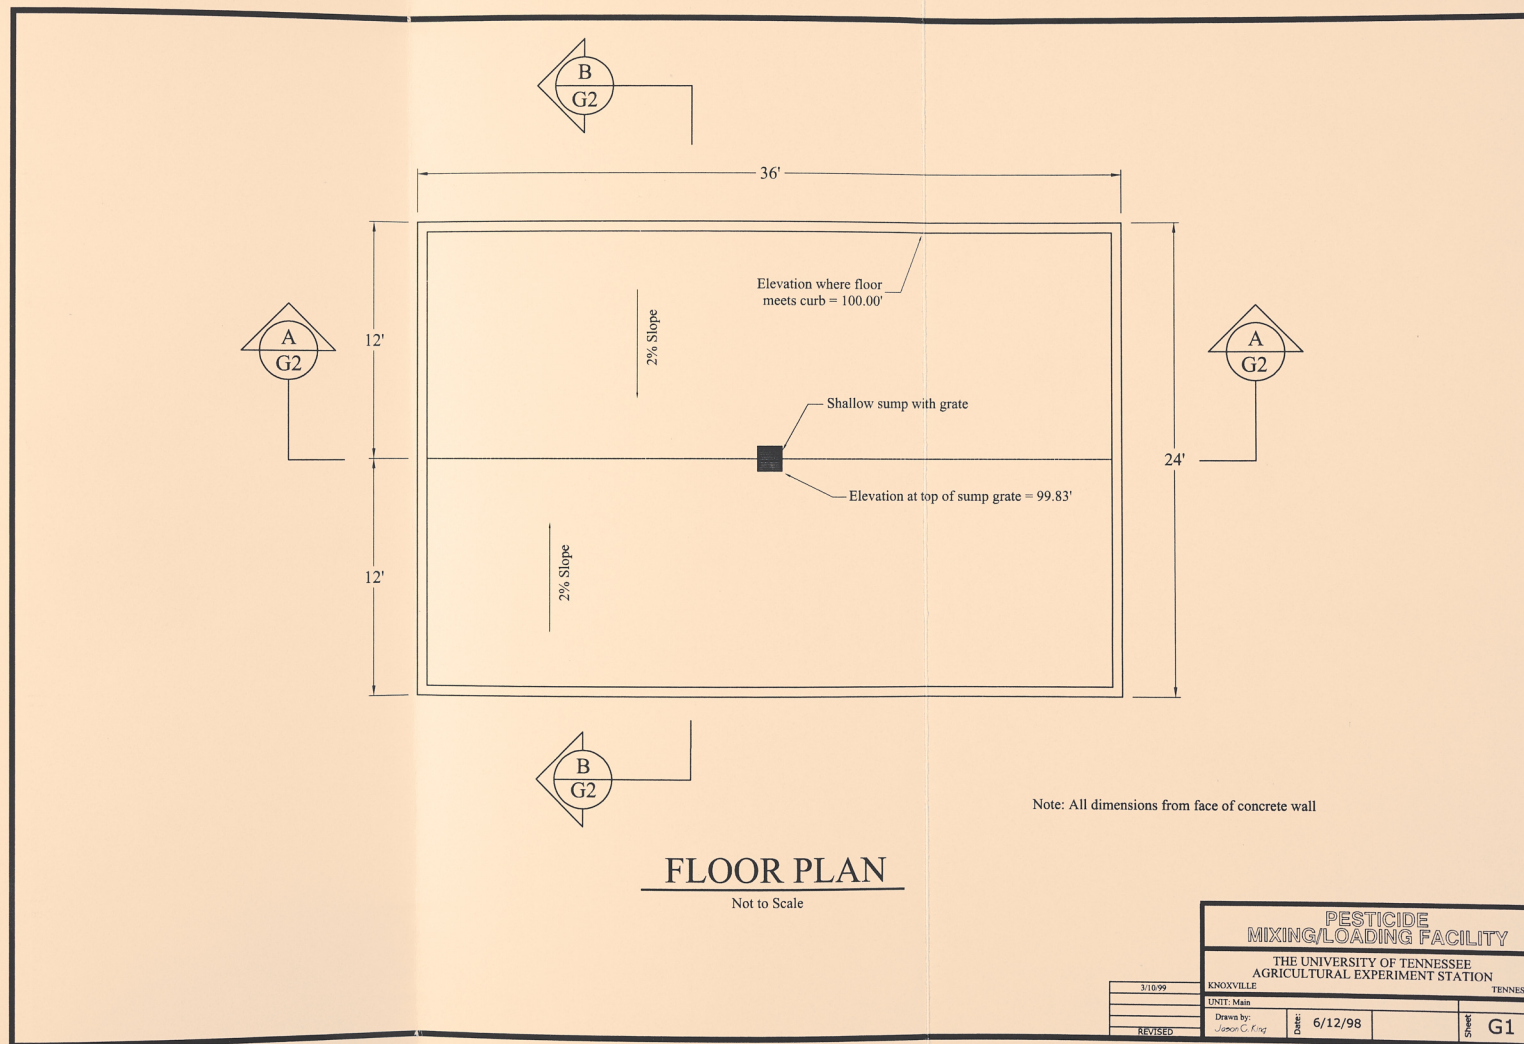 B
G2
36'
Elevation where floor
meets curb = 100.00'
12'
2% Slope
A
G2
A
G2
Shallow sump with grate
24'
Elevation at top of sump grate = 99.83'
12'
2% Slope
B
G2
Note: All dimensions from face of concrete wall
FLOOR PLAN
Not to Scale
PESTICIDE
MIXING/LOADING FACILITY
THE UNIVERSITY OF TENNESSEE
AGRICULTURAL EXPERIMENT STATION
KNOXVILLE TENNES
UNIT: Main
3/10/99
REVISED
Drawn by:
Jason C. King
Date: 6/12/98
Sheet G1